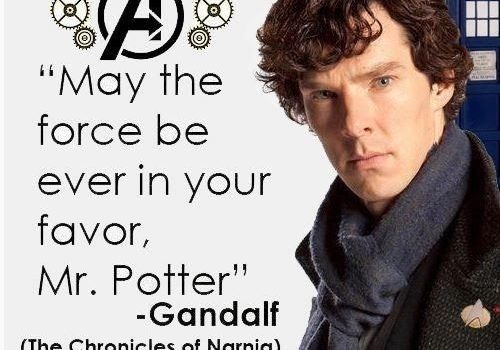 “May the
force be
ever in your
favor,
Mr. Potter”
-Gandalf
(The Chronicles of Narnia)